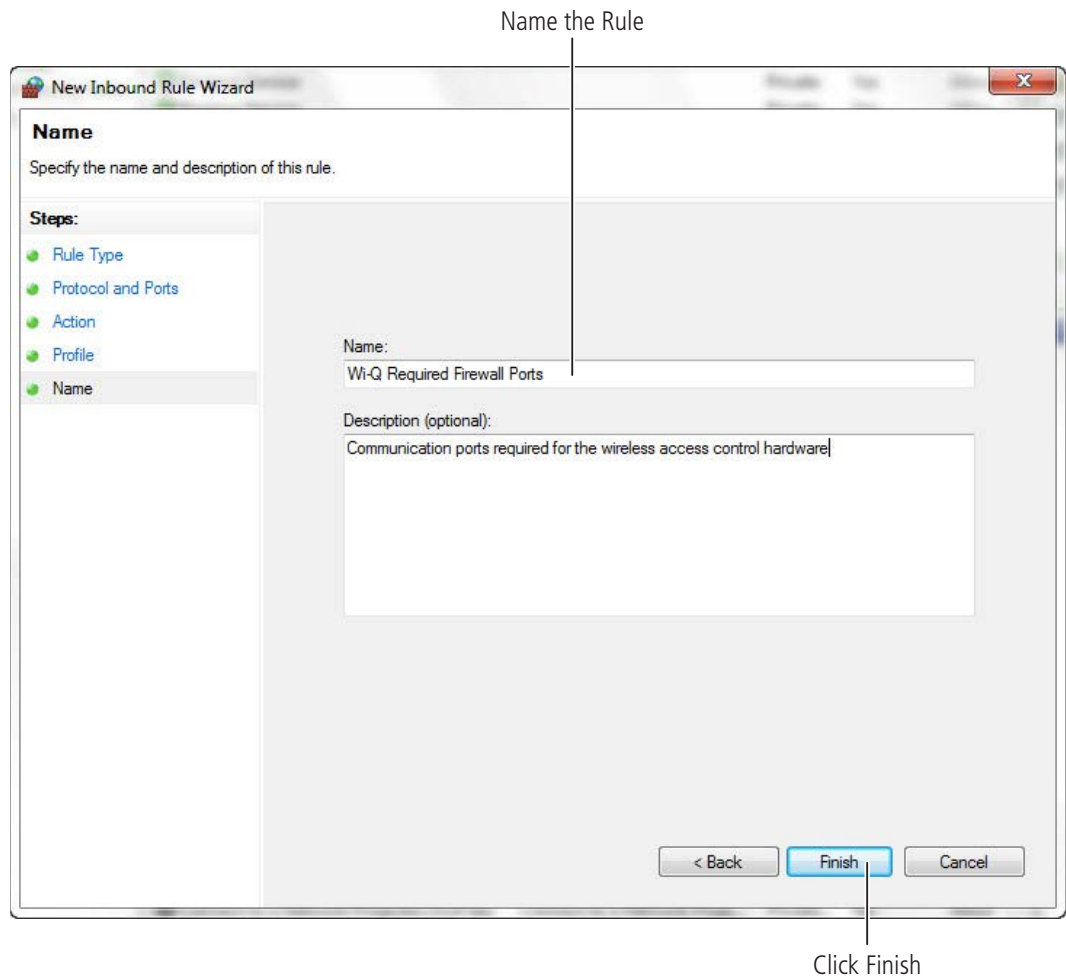 Name the Rule
New Inbound Rule Wizard
Name
Specify the name and description of this rule.
Steps:
Rule Type
Protocol and Ports
Action
Profile
Name
Name:
Wi-Q Required Firewall Ports
Description (optional):
Communication ports required for the wireless access control hardware
< Back
Finish
Cancel
Click Finish